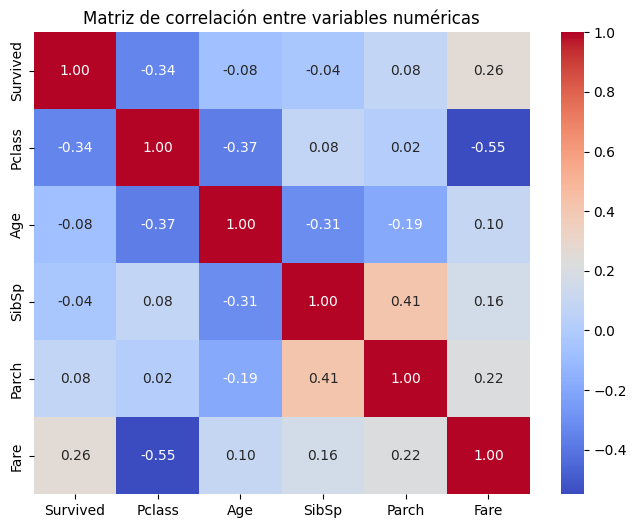 Matriz de correlación entre variables numéricas
Survived 1.00 -0.34 -0.08 -0.04 0.08 0.26
Pclass -0.34 1.00 -0.37 0.08 0.02 -0.55
Age -0.08 -0.37 1.00 -0.31 -0.19 0.10
SibSp -0.04 0.08 -0.31 1.00 0.41 0.16
Parch 0.08 0.02 -0.19 0.41 1.00 0.22
Fare 0.26 -0.55 0.10 0.16 0.22 1.00
Survived Pclass Age SibSp Parch Fare
1.0
0.8
0.6
0.4
0.2
0.0
−0.2
−0.4